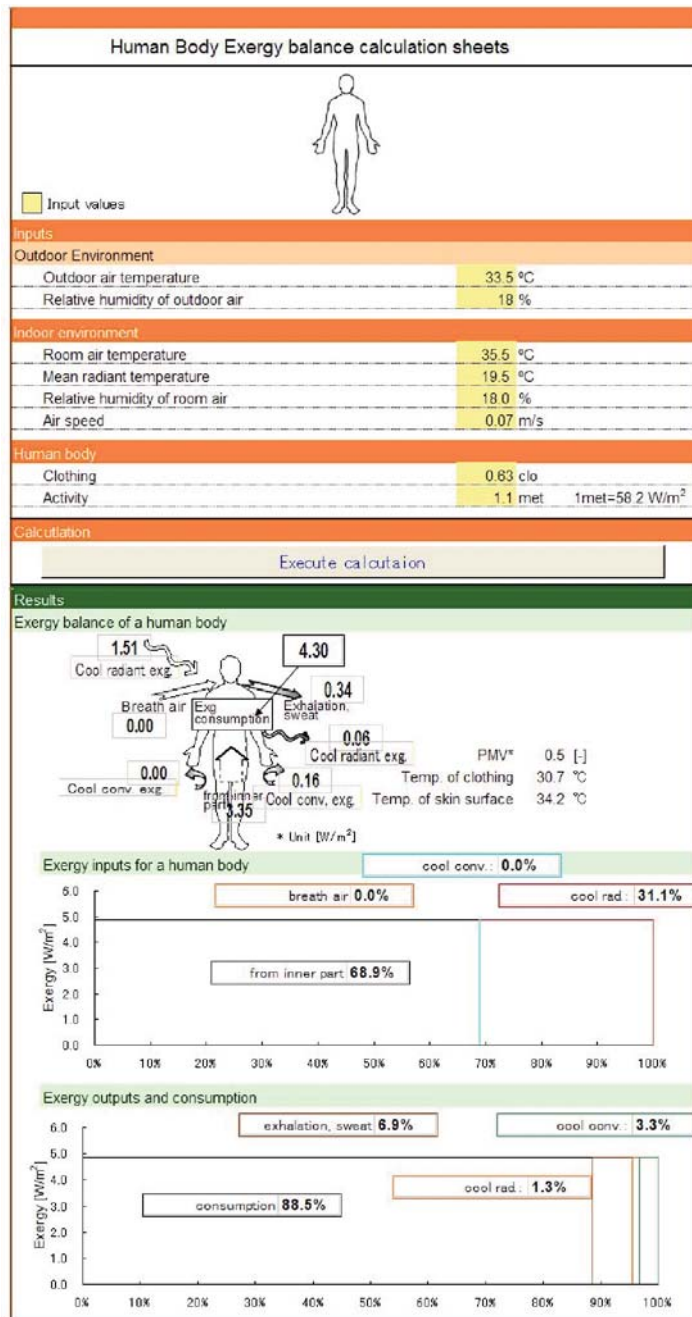 Human Body Exergy balance calculation sheets
Input values
Inputs
Outdoor Environment
Outdoor air temperature 33.5 ºC
Relative humidity of outdoor air 18 %
Indoor environment
Room air temperature 35.5 ºC
Mean radiant temperature 19.5 ºC
Relative humidity of room air 18.0 %
Air speed 0.07 m/s
Human body
Clothing 0.63 clo
Activity 1.1 met 1met=58.2 W/m²
Calcutlation
Execute calcutaion
Results
Exergy balance of a human body
1.51
Cool radiant exg.
4.30
Breath air
0.00
Exg consumption
Exhalation, sweat
0.34
0.06
Cool radiant exg.
0.00
Cool conv. exg.
from inner part
3.35
0.16
Cool conv. exg.
PMV* 0.5 [-]
Temp. of clothing 30.7 ℃
Temp. of skin surface 34.2 ℃
* Unit [W/m²]
Exergy inputs for a human body
cool conv.: 0.0%
breath air 0.0%
cool rad.: 31.1%
from inner part 68.9%
Exergy [W/m²]
6.0
5.0
4.0
3.0
2.0
1.0
0.0
0% 10% 20% 30% 40% 50% 60% 70% 80% 90% 100%
Exergy outputs and consumption
exhalation, sweat 6.9%
cool conv.: 3.3%
cool rad.: 1.3%
consumption 88.5%
Exergy [W/m²]
6.0
5.0
4.0
3.0
2.0
1.0
0.0
0% 10% 20% 30% 40% 50% 60% 70% 80% 90% 100%